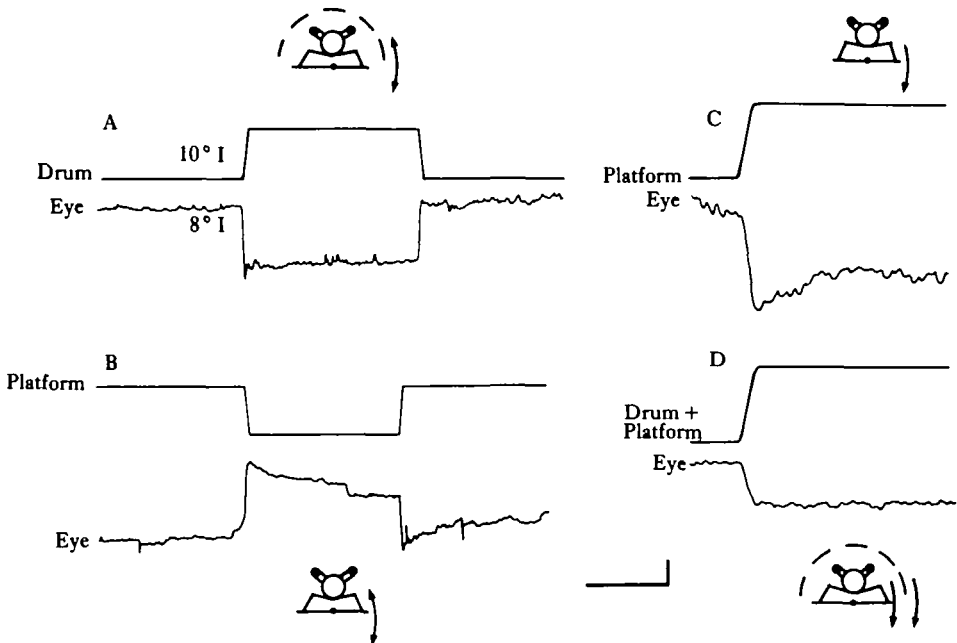 A
10° I
Drum
Eye
8° I
B
Platform
Eye
C
Platform
Eye
D
Drum +
Platform
Eye